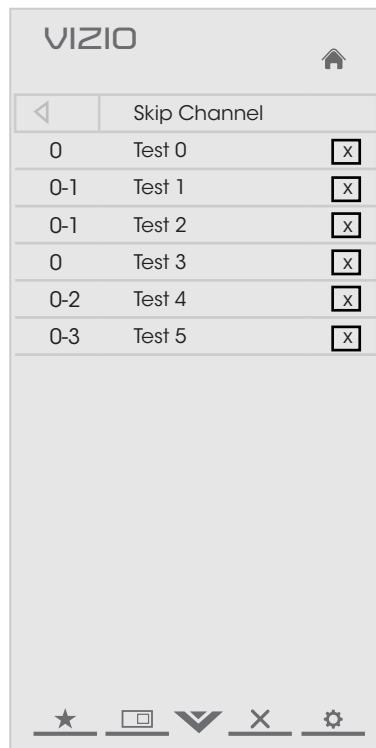 VIZIO
Skip Channel
0 Test 0 X
0-1 Test 1 X
0-1 Test 2 X
0 Test 3 X
0-2 Test 4 X
0-3 Test 5 X